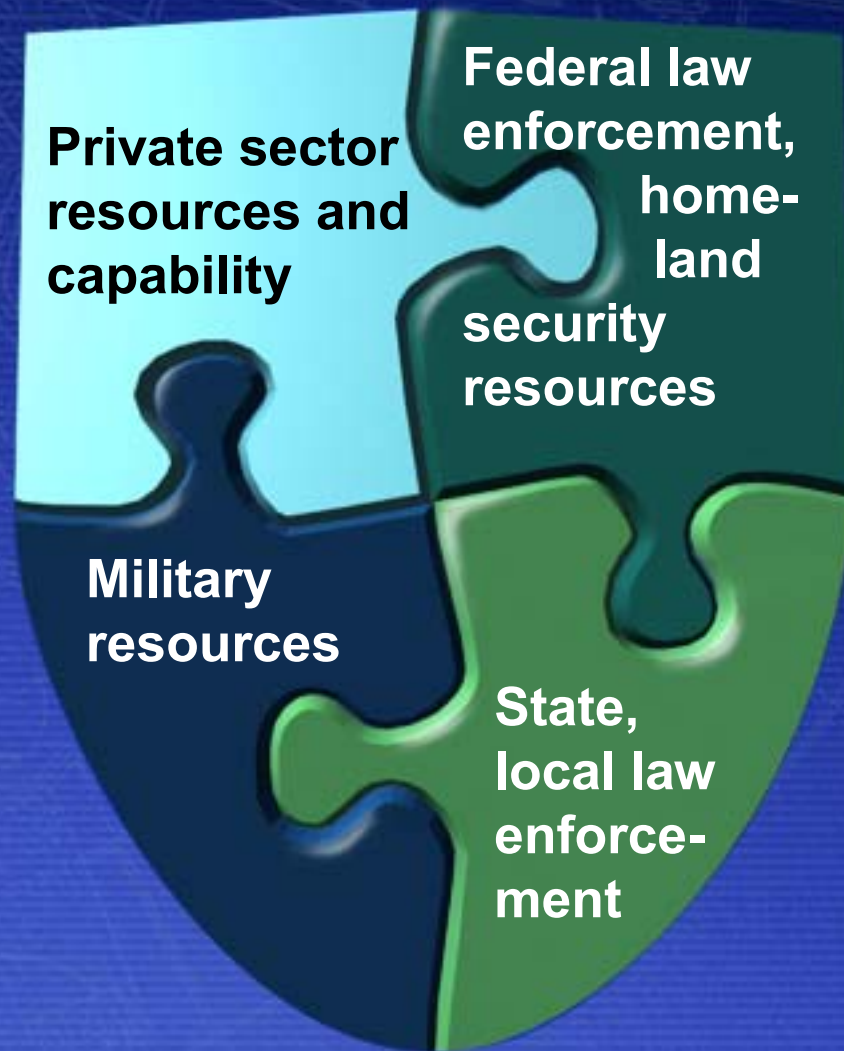 Private sector
resources and
capability
Federal law
enforcement,
home-
land
security
resources
Military
resources
State,
local law
enforce-
ment